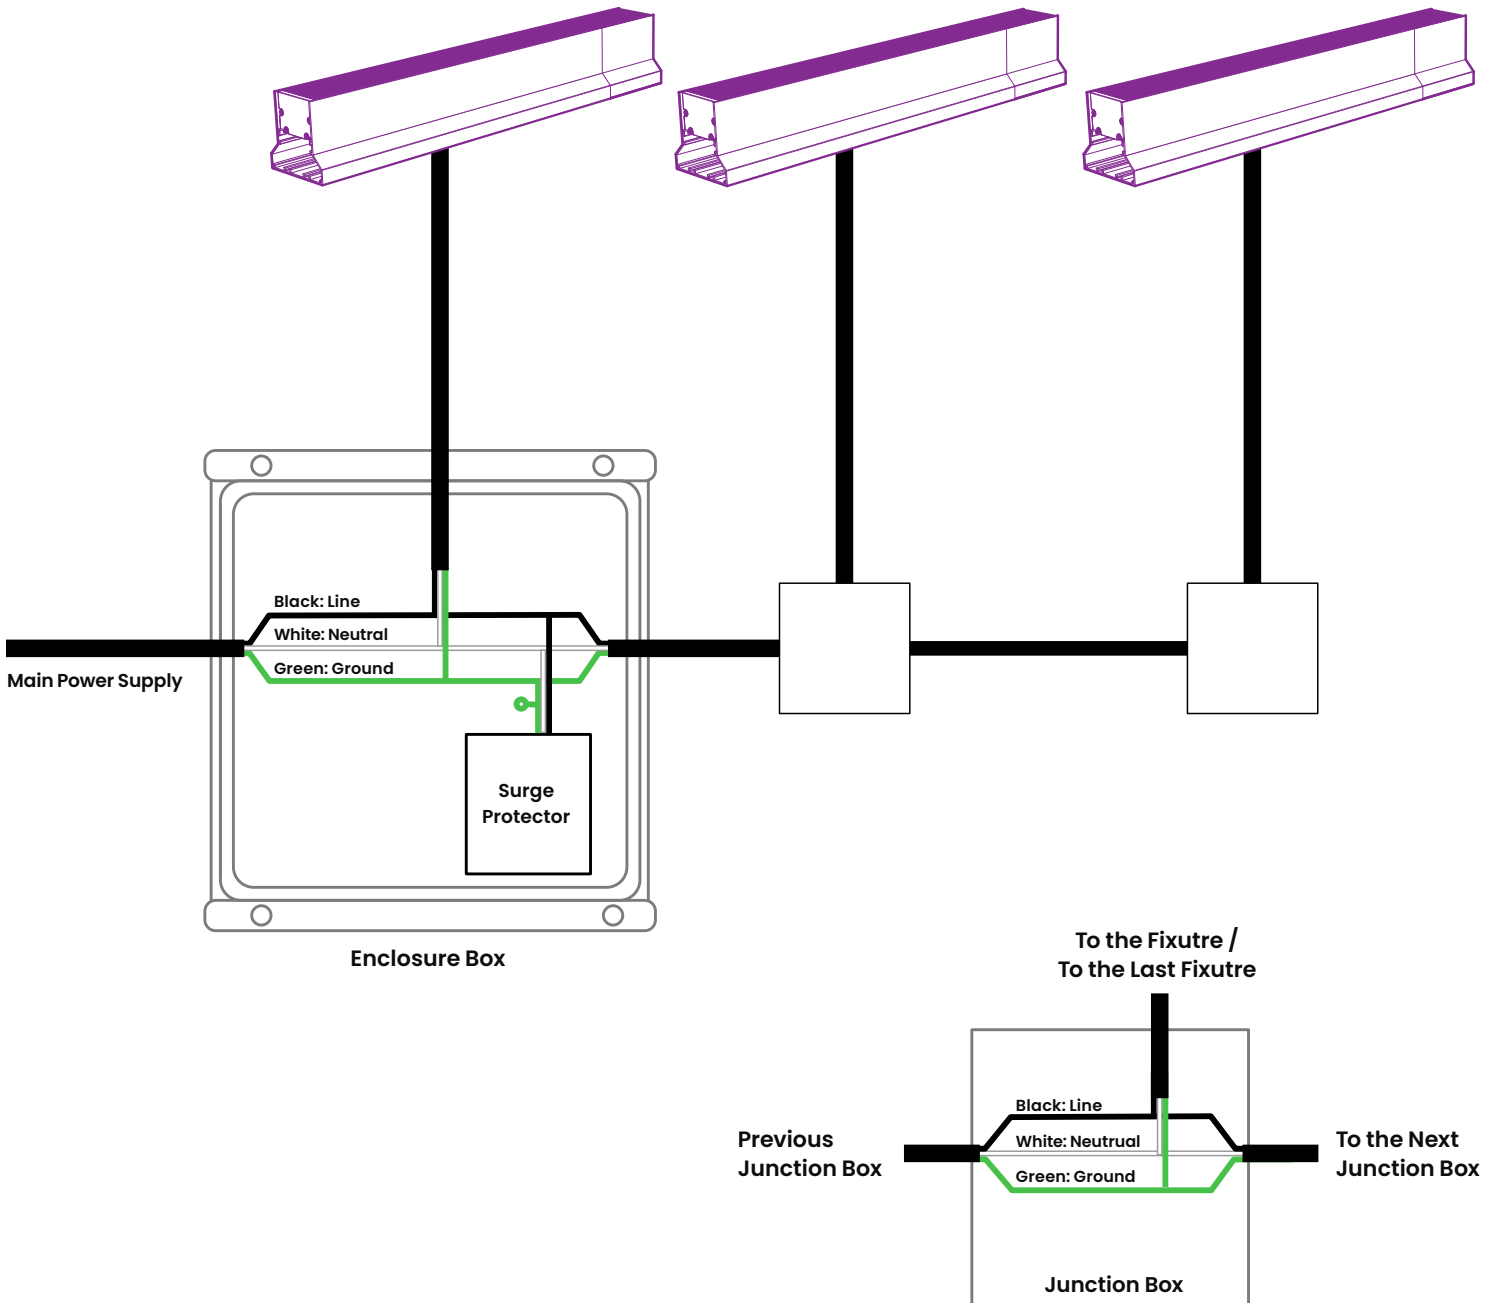 Black: Line
White: Neutral
Green: Ground
Main Power Supply
Surge
Protector
Enclosure Box
To the Fixutre /
To the Last Fixutre
Black: Line
White: Neutrual
Green: Ground
Previous
Junction Box
To the Next
Junction Box
Junction Box